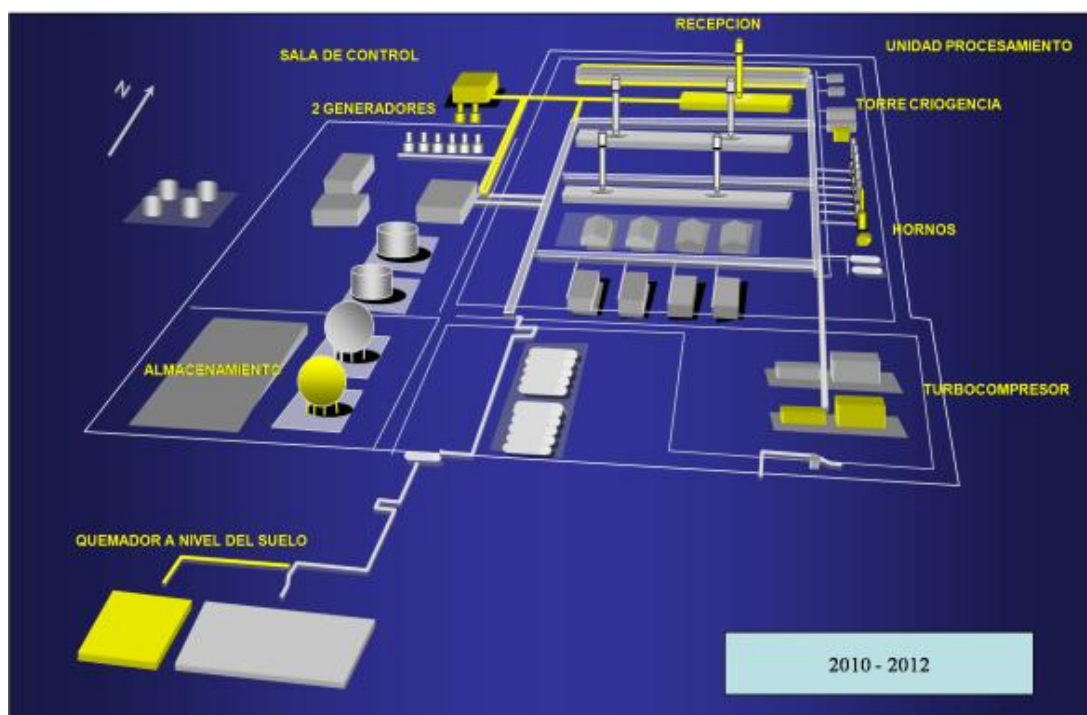 RECEPCION
UNIDAD PROCESAMIENTO
SALA DE CONTROL
N
2 GENERADORES
TORRE CRIOGENCIA
HORNOS
ALMACENAMIENTO
TURBOCOMPRESOR
QUEMADOR A NIVEL DEL SUELO
2010 - 2012